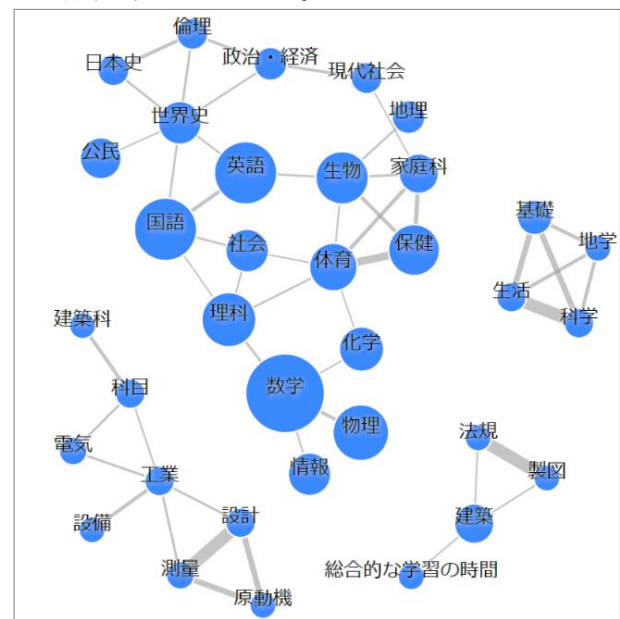 倫理
日本史
政治・経済
現代社会
世界史
地理
公民
英語
生物
家庭科
国語
社会
体育
保健
基礎
地学
生活
科学
理科
建築科
化学
数学
科目
物理
法規
電気
工業
情報
製図
設備
設計
建築
測量
総合的な学習の時間
原動機